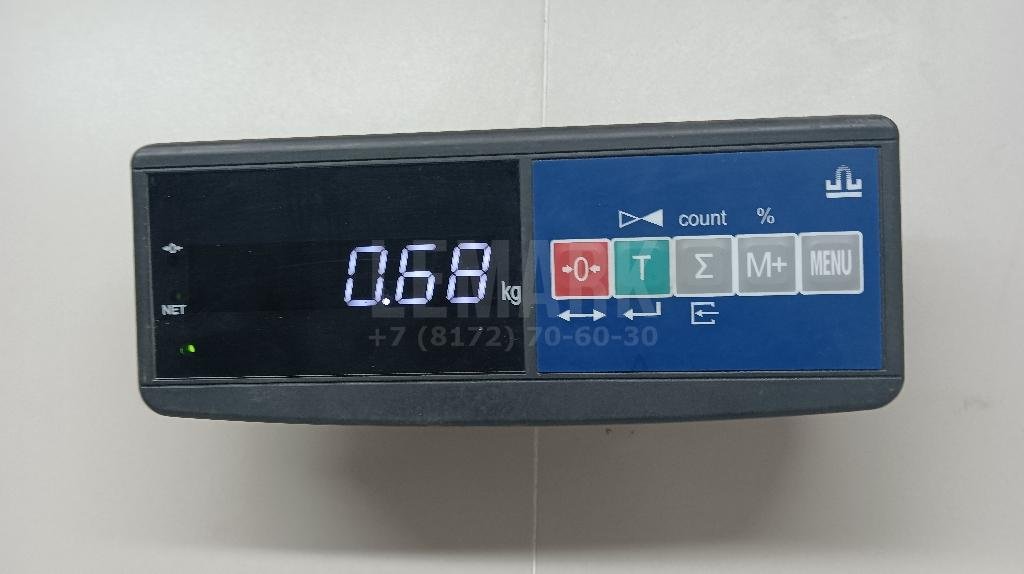 count %
0.68 kg
→0← T Σ M+ MENU
NET
LEMARK
+7 (8172) 70-60-30